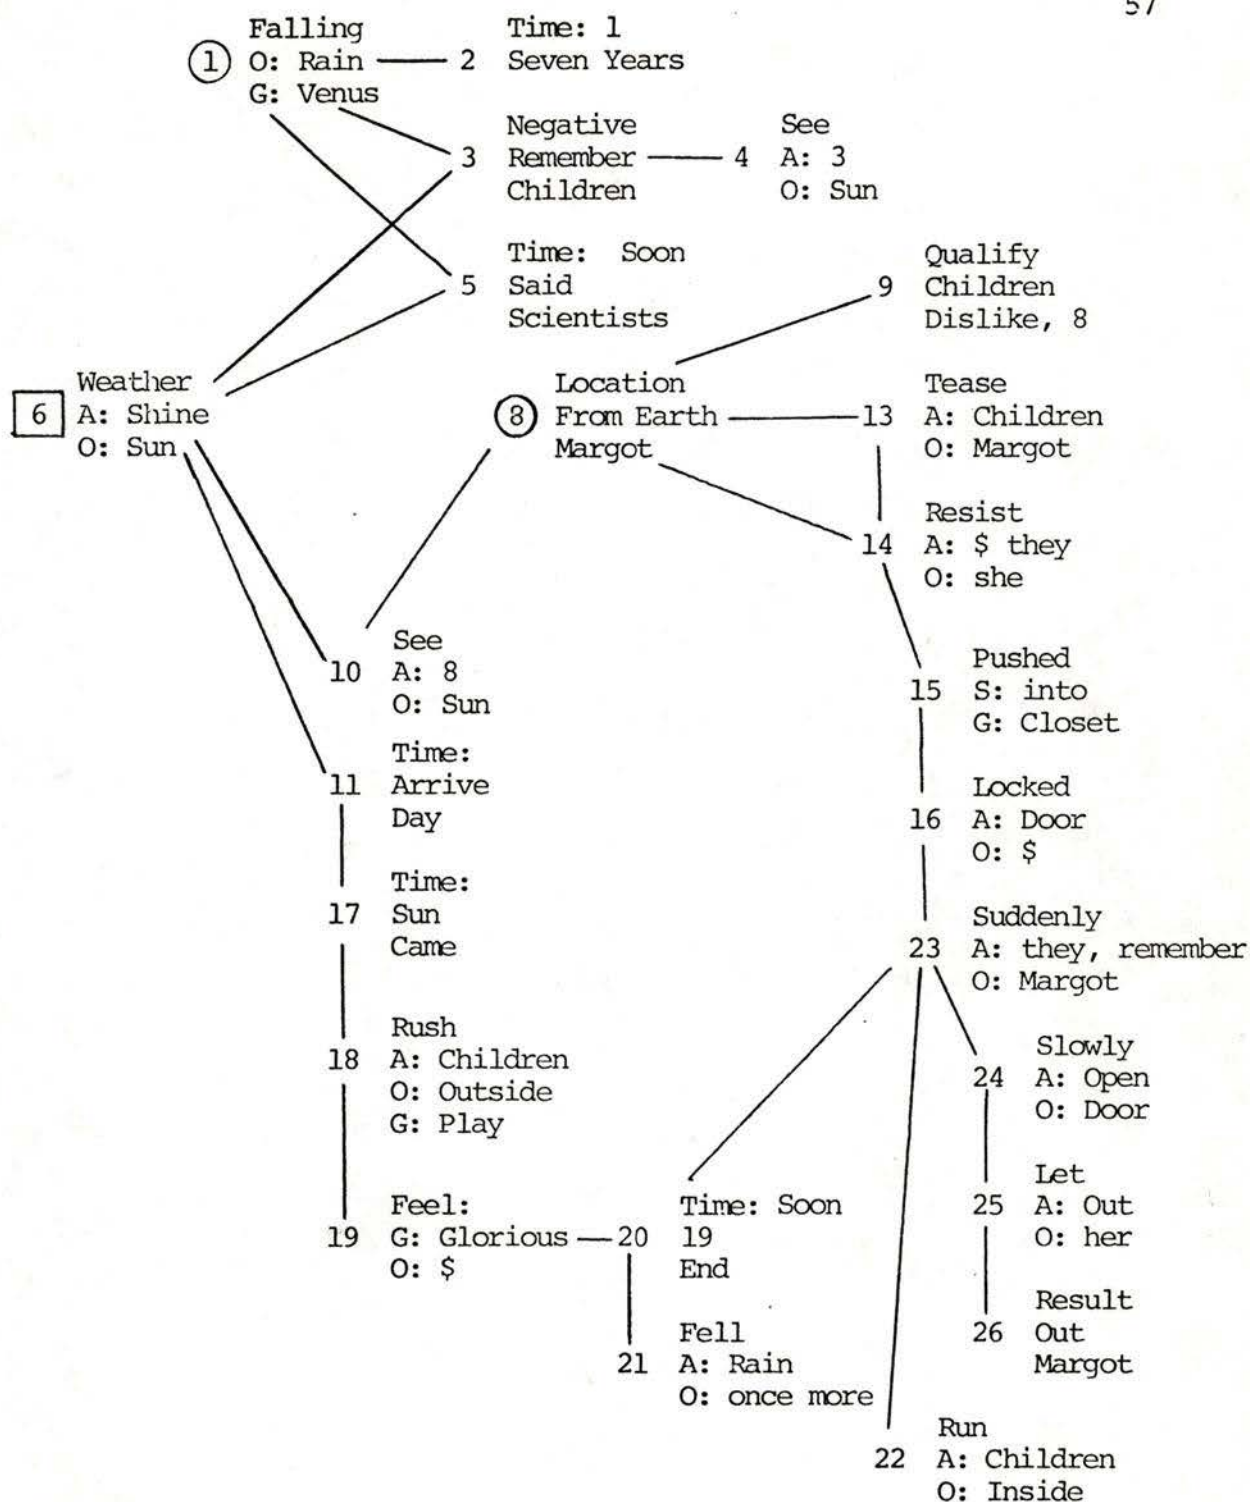 57
Falling
1 O: Rain
G: Venus
2 Time: 1
Seven Years
Negative
3 Remember
Children
See
4 A: 3
O: Sun
Time: Soon
5 Said
Scientists
Weather
6 A: Shine
O: Sun
Location
8 From Earth
Margot
Qualify
9 Children
Dislike, 8
Tease
13 A: Children
O: Margot
Resist
14 A: $ they
O: she
See
10 A: 8
O: Sun
Pushed
15 S: into
G: Closet
Time:
11 Arrive
Day
Locked
16 A: Door
O: $
Time:
17 Sun
Came
Suddenly
23 A: they, remember
O: Margot
Rush
18 A: Children
O: Outside
G: Play
Slowly
24 A: Open
O: Door
Feel:
19 G: Glorious
O: $
Time: Soon
20 19
End
Let
25 A: Out
O: her
Fell
21 A: Rain
O: once more
Result
26 Out
Margot
Run
22 A: Children
O: Inside